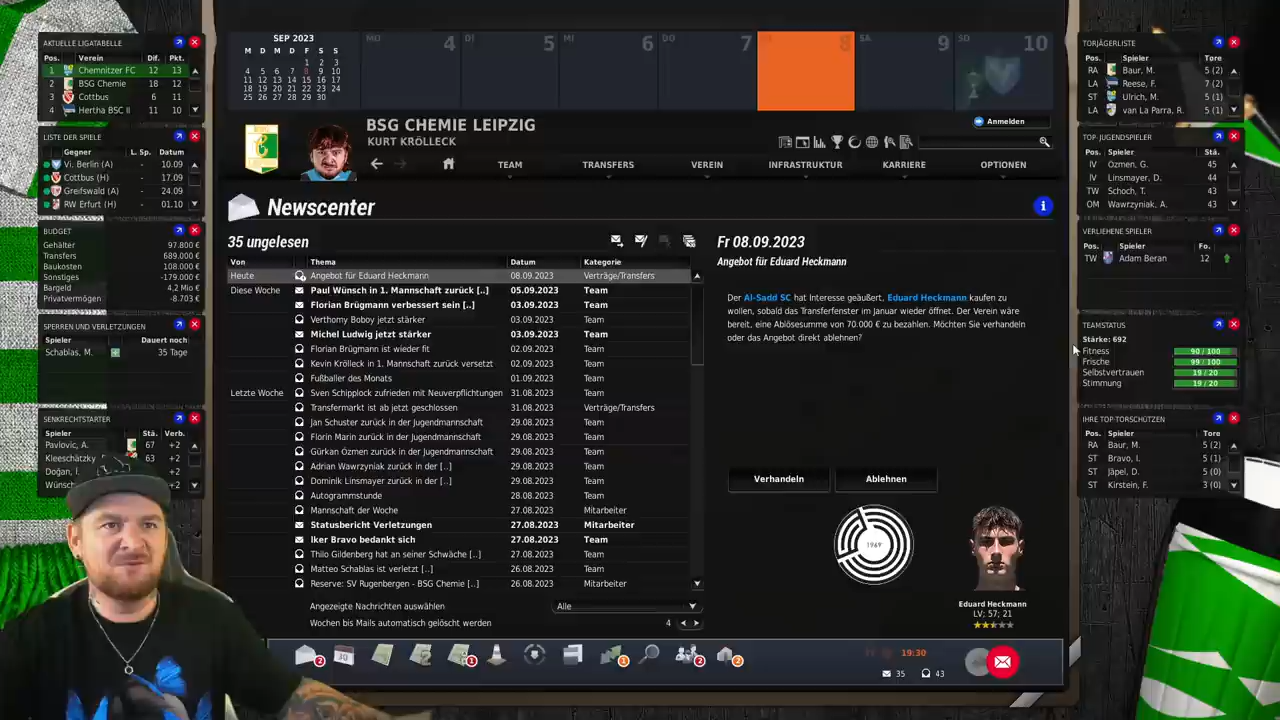 AKTUELLE LIGATABELLE
Pos. Verein Dif. Pkt.
1 Chemnitzer FC 12 13
2 BSG Chemie 18 12
3 Cottbus 6 11
4 Hertha BSC II 11 10
LISTE DER SPIELE
Gegner L. Sp. Datum
Vi. Berlin (A) - 10.09
Cottbus (H) - 17.09
Greifswald (A) - 24.09
RW Erfurt (H) - 01.10
BUDGET
Gehälter 97.800 €
Transfers 689.000 €
Baukosten 108.000 €
Sonstiges -179.000 €
Bargeld 4,2 Mio €
Privatvermögen -8.703 €
SPERREN UND VERLETZUNGEN
Spieler Dauert noch
Schablas, M. 35 Tage
SENKRECHTSTARTER
Spieler Stä. Verb.
Pavlovic, A. 67 +2
Kleeschätzky 63 +2
Doğan, I. +2
Wünsch +2
SEP 2023
M D M D F S S
1 2 3
4 5 6 7 8 9 10
11 12 13 14 15 16 17
18 19 20 21 22 23 24
25 26 27 28 29 30
MO 4 DI 5 MI 6 DO 7 8 SA 9 SO 10
BSG CHEMIE LEIPZIG
KURT KRÖLLECK
Anmelden
TEAM TRANSFERS VEREIN INFRASTRUKTUR KARRIERE OPTIONEN
Newscenter
35 ungelesen
Von Thema Datum Kategorie
Heute Angebot für Eduard Heckmann 08.09.2023 Verträge/Transfers
Diese Woche Paul Wünsch in 1. Mannschaft zurück [..] 05.09.2023 Team
Florian Brügmann verbessert sein [..] 03.09.2023 Team
Verthomy Boboy jetzt stärker 03.09.2023 Team
Michel Ludwig jetzt stärker 03.09.2023 Team
Florian Brügmann ist wieder fit 02.09.2023 Team
Kevin Krölleck in 1. Mannschaft zurück versetzt 02.09.2023 Team
Fußballer des Monats 01.09.2023 Team
Letzte Woche Sven Schipplock zufrieden mit Neuverpflichtungen 31.08.2023 Team
Transfermarkt ist ab jetzt geschlossen 31.08.2023 Verträge/Transfers
Jan Schuster zurück in der Jugendmannschaft 29.08.2023 Team
Florin Marin zurück in der Jugendmannschaft 29.08.2023 Team
Gürkan Özmen zurück in der Jugendmannschaft 29.08.2023 Team
Adrian Wawrzyniak zurück in der [..] 29.08.2023 Team
Dominik Linsmayer zurück in der [..] 29.08.2023 Team
Autogrammstunde 28.08.2023 Team
Mannschaft der Woche 27.08.2023 Mitarbeiter
Statusbericht Verletzungen 27.08.2023 Mitarbeiter
Iker Bravo bedankt sich 27.08.2023 Team
Thilo Gildenberg hat an seiner Schwäche [..] 27.08.2023 Team
Matteo Schablas ist verletzt [..] 26.08.2023 Team
Reserve: SV Rugenbergen - BSG Chemie [..] 26.08.2023 Mitarbeiter
Angezeigte Nachrichten auswählen Alle
Wochen bis Mails automatisch gelöscht werden 4
Fr 08.09.2023
Angebot für Eduard Heckmann
Der Al-Sadd SC hat Interesse geäußert, Eduard Heckmann kaufen zu
wollen, sobald das Transferfenster im Januar wieder öffnet. Der Verein wäre
bereit, eine Ablösesumme von 70.000 € zu bezahlen. Möchten Sie verhandeln
oder das Angebot direkt ablehnen?
Verhandeln Ablehnen
1969
Eduard Heckmann
LV; 57; 21
2 30 1 1 2 2
19:30
35 43
TORJÄGERLISTE
Pos. Spieler Tore
RA Baur, M. 5 (2)
LA Reese, F. 7 (2)
ST Ulrich, M. 5 (1)
LA van La Parra, R. 5 (1)
TOP-JUGENDSPIELER
Pos. Spieler Stä.
IV Özmen, G. 45
IV Linsmayer, D. 44
TW Schoch, T. 43
OM Wawrzyniak, A. 43
VERLIEHENE SPIELER
Pos. Spieler Fo.
TW Adam Beran 12
TEAMSTATUS
Stärke: 692
Fitness 90 / 100
Frische 99 / 100
Selbstvertrauen 19 / 20
Stimmung 19 / 20
IHRE TOP-TORSCHÜTZEN
Pos. Spieler Tore
RA Baur, M. 5 (2)
ST Bravo, I. 5 (1)
ST Jäpel, D. 5 (0)
ST Kirstein, F. 3 (0)